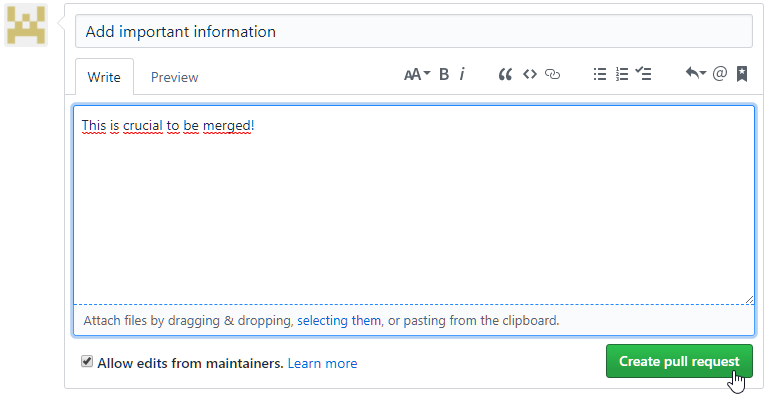 Add important information
Write Preview AA B i @
This is crucial to be merged!
Attach files by dragging & dropping, selecting them, or pasting from the clipboard.
Allow edits from maintainers. Learn more Create pull request